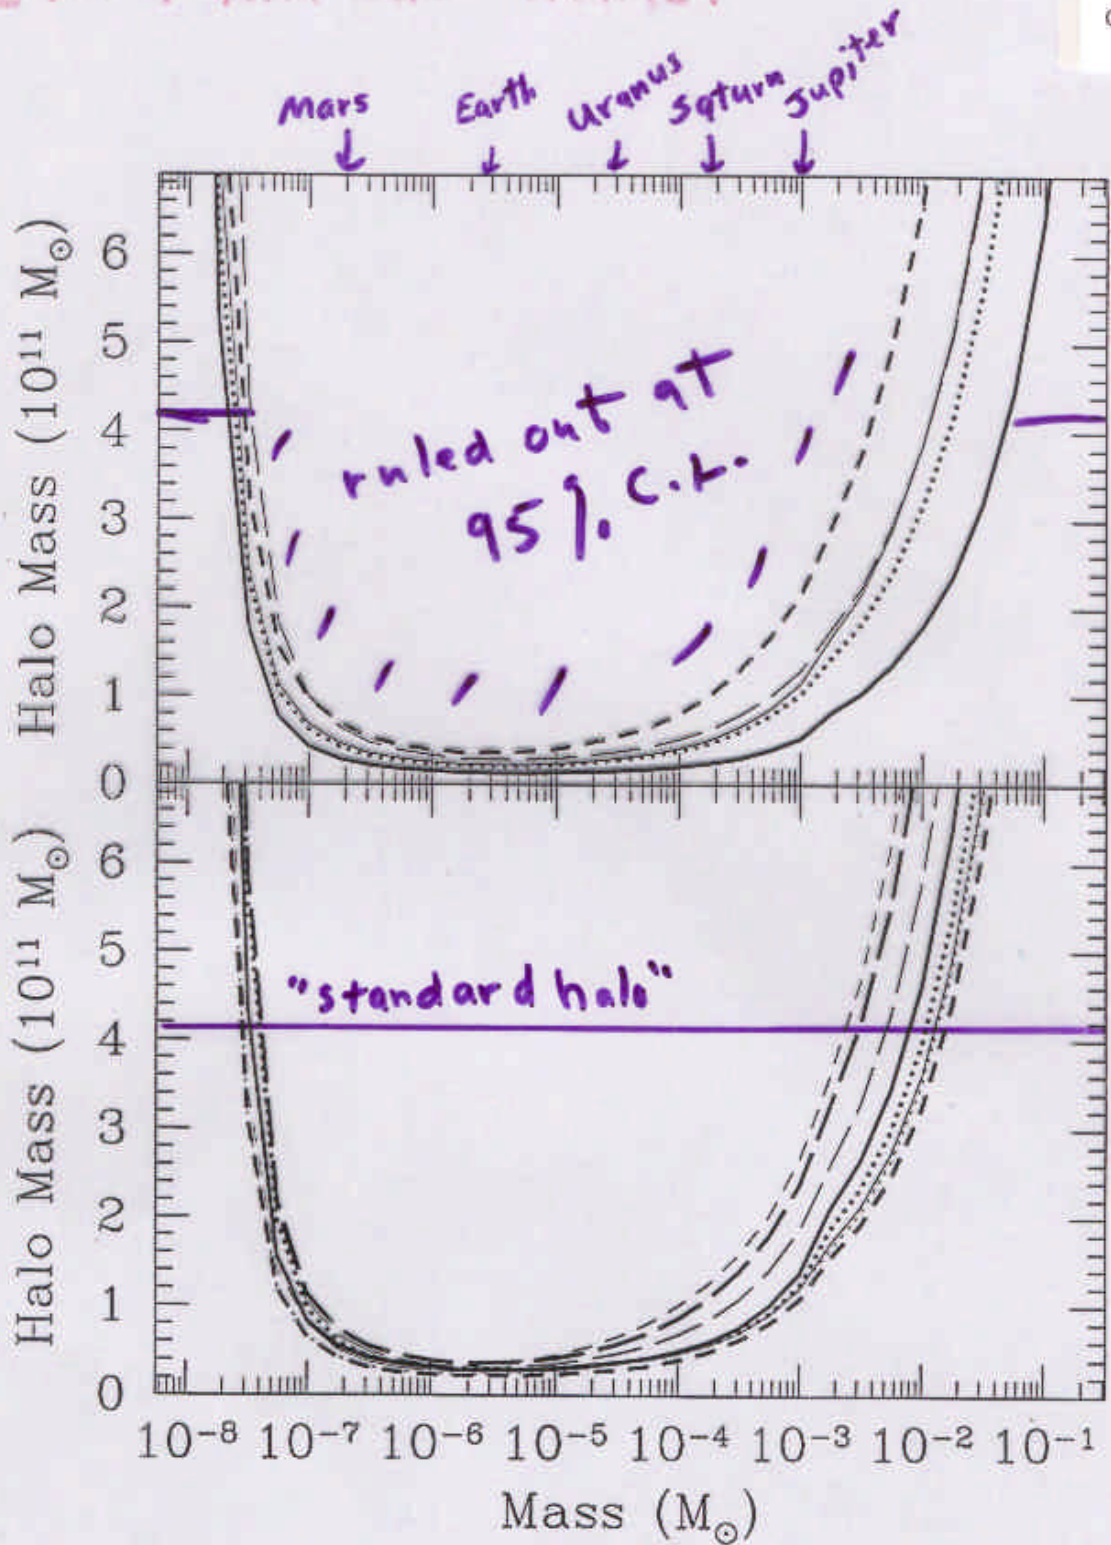 Mars Earth Uranus Saturn Jupiter
Halo Mass (10¹¹ M☉)
6
5
4
3
2
1
0
ruled out at
95% C.L.
Halo Mass (10¹¹ M☉)
6
5
4
3
2
1
0
"standard halo"
10⁻⁸ 10⁻⁷ 10⁻⁶ 10⁻⁵ 10⁻⁴ 10⁻³ 10⁻² 10⁻¹
Mass (M☉)